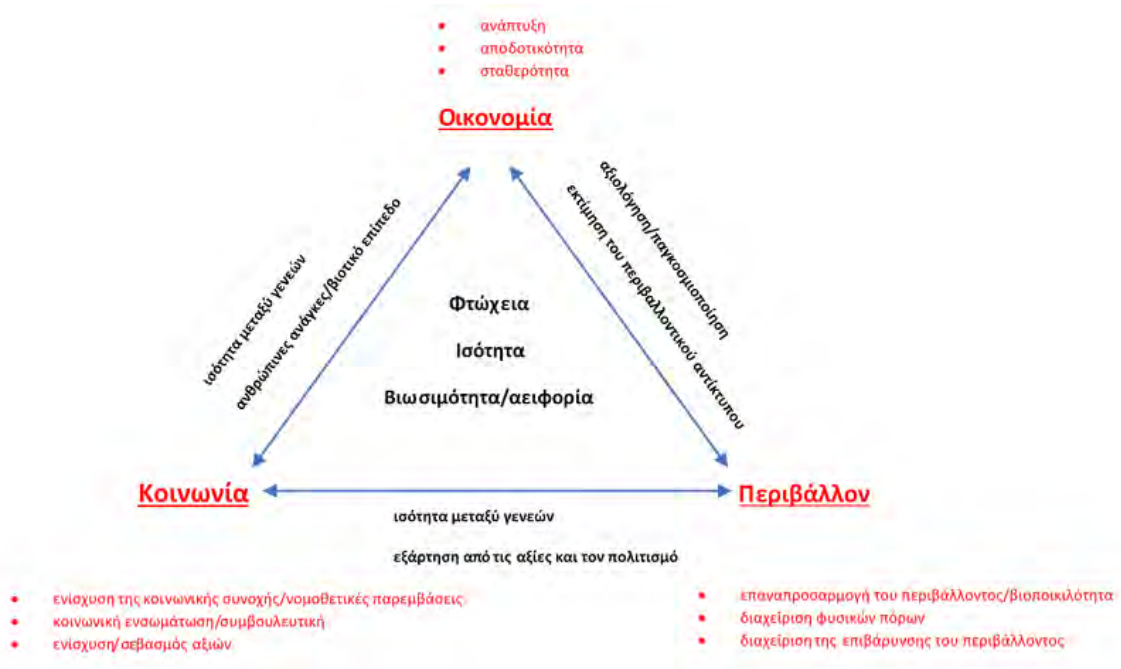 • ανάπτυξη
• αποδοτικότητα
• σταθερότητα
Οικονομία
ισότητα μεταξύ γενεών
ανθρώπινες ανάγκες/βιοτικό επίπεδο
αξιολόγηση/παγκοσμιοποίηση
εκτίμηση του περιβαλλοντικού αντίκτυπου
Φτώχεια
Ισότητα
Βιωσιμότητα/αειφορία
Κοινωνία
Περιβάλλον
ισότητα μεταξύ γενεών
εξάρτηση από τις αξίες και τον πολιτισμό
• ενίσχυση της κοινωνικής συνοχής/νομοθετικές παρεμβάσεις
• κοινωνική ενσωμάτωση/συμβουλευτική
• ενίσχυση/σεβασμός αξιών
• επαναπροσαρμογή του περιβάλλοντος/βιοποικιλότητα
• διαχείριση φυσικών πόρων
• διαχείριση της επιβάρυνσης του περιβάλλοντος